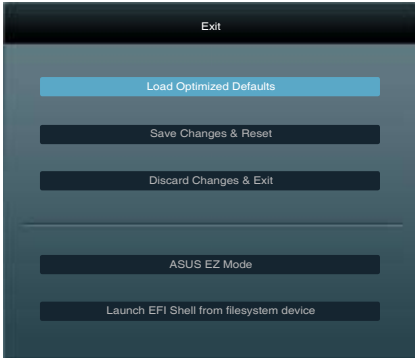 Exit
Load Optimized Defaults
Save Changes & Reset
Discard Changes & Exit
ASUS EZ Mode
Launch EFI Shell from filesystem device